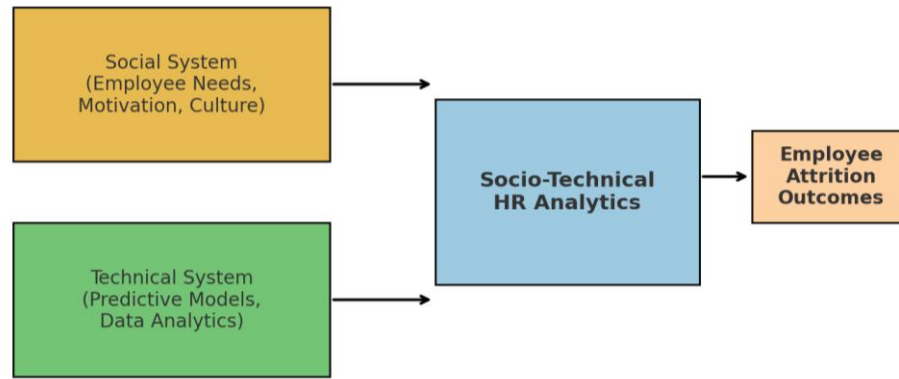 Social System
(Employee Needs,
Motivation, Culture)
Technical System
(Predictive Models,
Data Analytics)
Socio-Technical
HR Analytics
Employee
Attrition
Outcomes